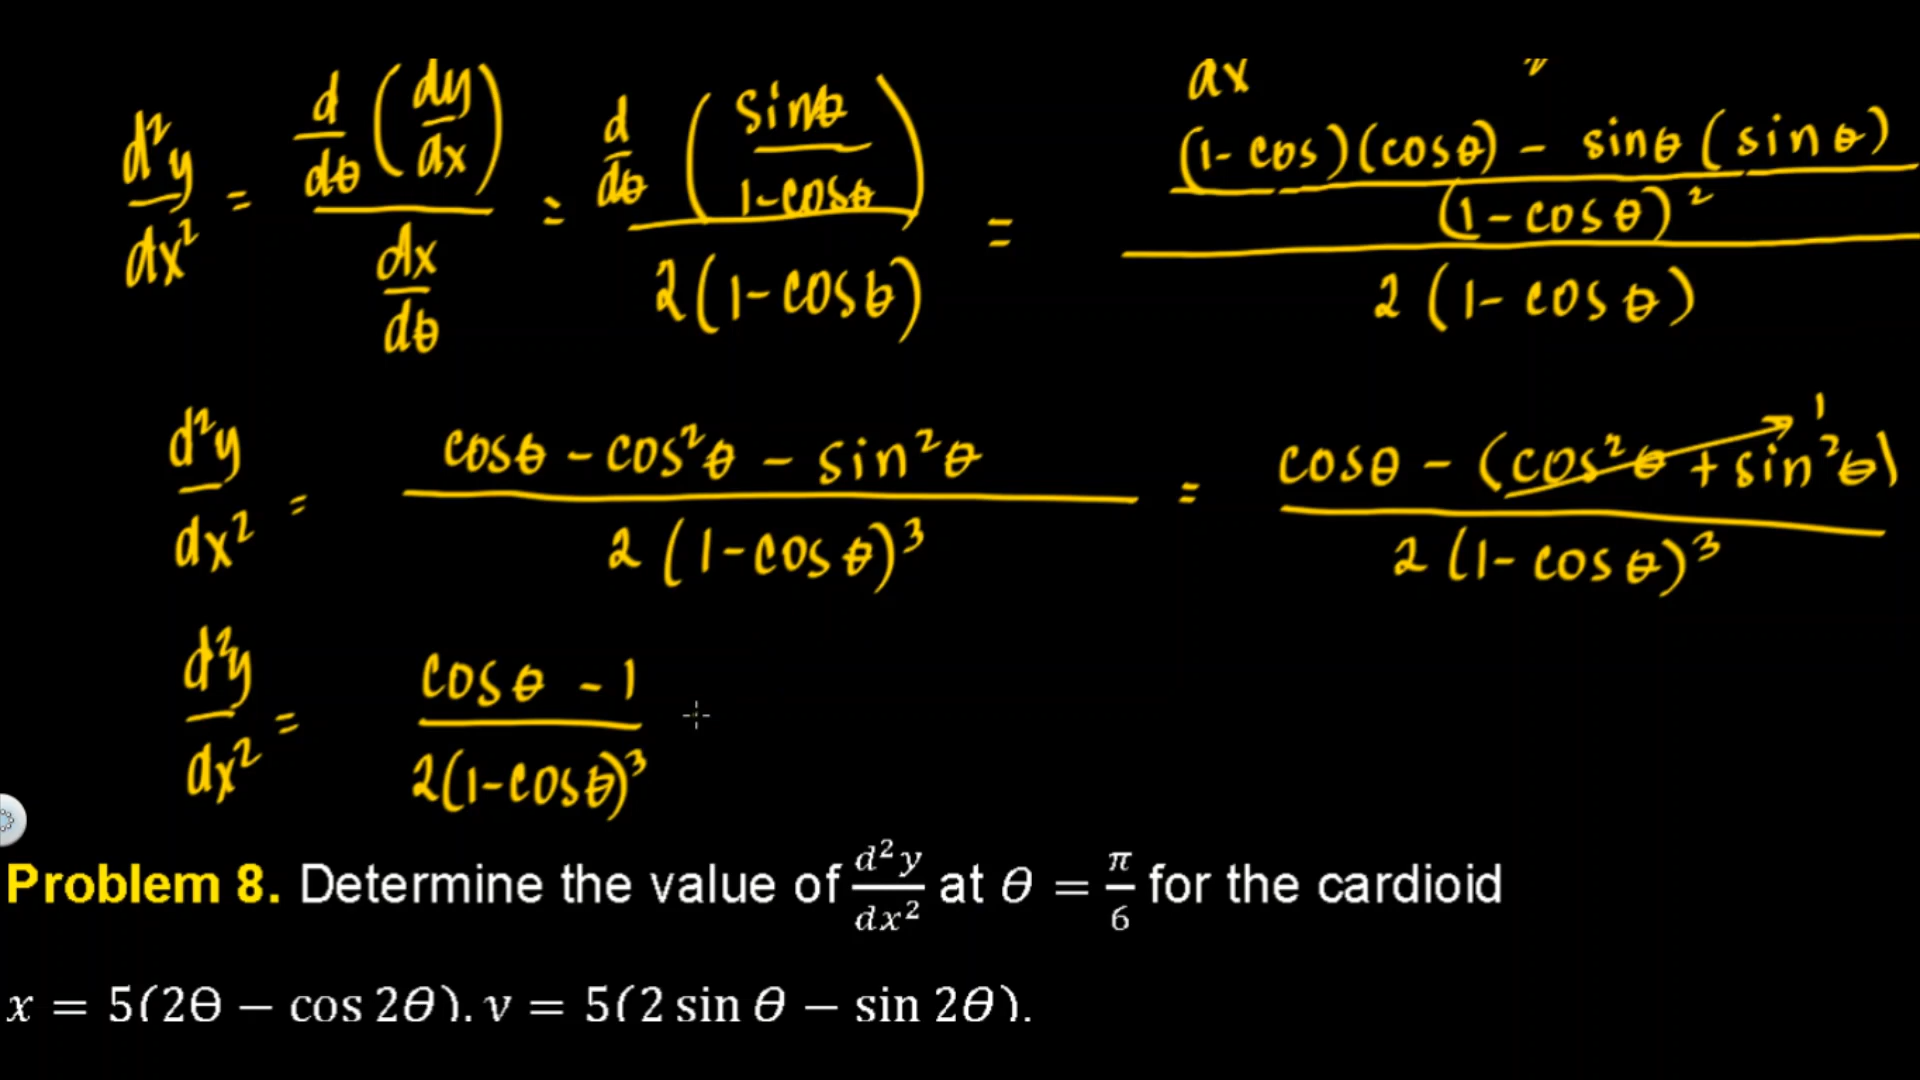 dx
d²y/dx² = d/dθ (dy/dx) / dx/dθ = d/dθ (sinθ / 1-cosθ) / 2(1-cosθ) = (1-cos)(cosθ) - sinθ(sinθ) / (1-cosθ)² / 2(1-cosθ)
d²y/dx² = cosθ - cos²θ - sin²θ / 2(1-cosθ)³ = cosθ - (cos²θ + sin²θ) 1 / 2(1-cosθ)³
d²y/dx² = cosθ - 1 / 2(1-cosθ)³
Problem 8. Determine the value of d²y/dx² at θ = π/6 for the cardioid
x = 5(2θ − cos 2θ), y = 5(2 sin θ − sin 2θ).